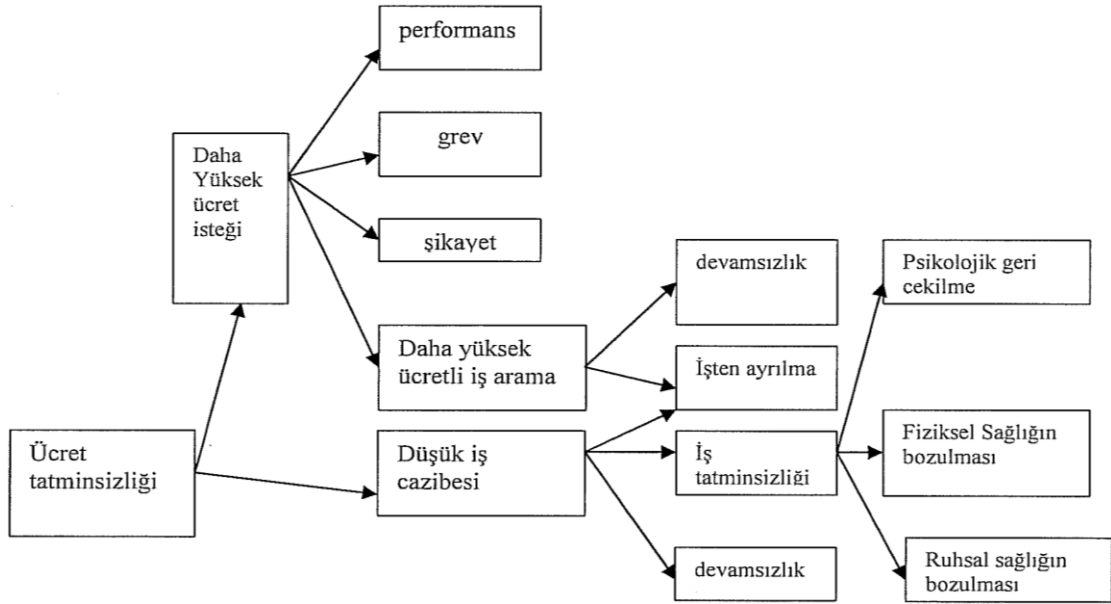 performans
grev
Daha
Yüksek
ücret
isteği
şikayet
devamsızlık
Psikolojik geri
cekilme
Daha yüksek
ücretli iş arama
İşten ayrılma
Ücret
tatminsizliği
Düşük iş
cazibesi
İş
tatminsizliği
Fiziksel Sağlığın
bozulması
devamsızlık
Ruhsal sağlığın
bozulması